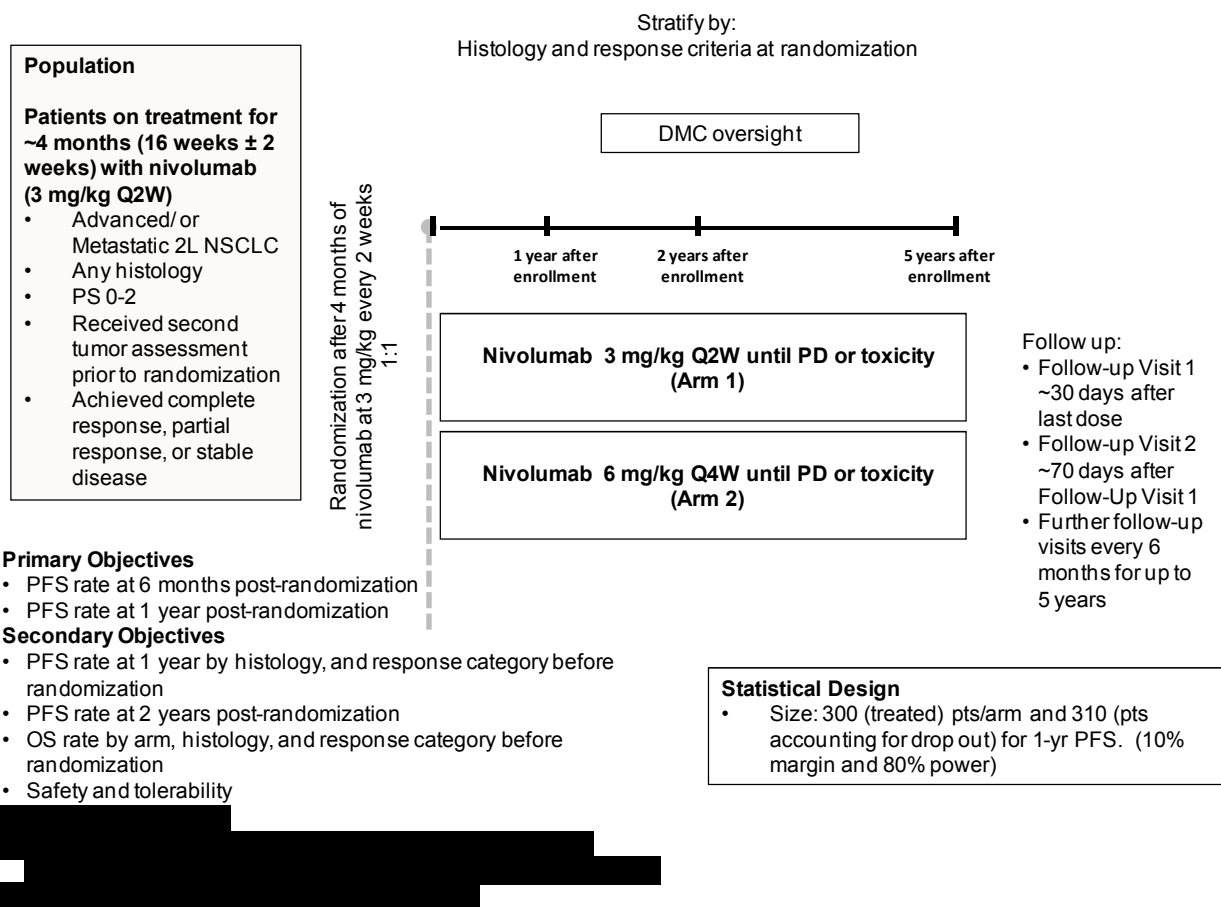 Stratify by:
Histology and response criteria at randomization
Population
Patients on treatment for
~4 months (16 weeks ± 2
weeks) with nivolumab
(3 mg/kg Q2W)
• Advanced/ or
Metastatic 2L NSCLC
• Any histology
• PS 0-2
• Received second
tumor assessment
prior to randomization
• Achieved complete
response, partial
response, or stable
disease
DMC oversight
Randomization after 4 months of
nivolumab at 3 mg/kg every 2 weeks
1:1
1 year after
enrollment
2 years after
enrollment
5 years after
enrollment
Nivolumab 3 mg/kg Q2W until PD or toxicity
(Arm 1)
Nivolumab 6 mg/kg Q4W until PD or toxicity
(Arm 2)
Follow up:
• Follow-up Visit 1
~30 days after
last dose
• Follow-up Visit 2
~70 days after
Follow-Up Visit 1
• Further follow-up
visits every 6
months for up to
5 years
Primary Objectives
• PFS rate at 6 months post-randomization
• PFS rate at 1 year post-randomization
Secondary Objectives
• PFS rate at 1 year by histology, and response category before
randomization
• PFS rate at 2 years post-randomization
• OS rate by arm, histology, and response category before
randomization
• Safety and tolerability
Statistical Design
• Size: 300 (treated) pts/arm and 310 (pts
accounting for drop out) for 1-yr PFS. (10%
margin and 80% power)